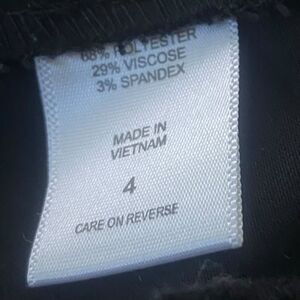 68% POLYESTER
29% VISCOSE
3% SPANDEX
MADE IN
VIETNAM
4
CARE ON REVERSE